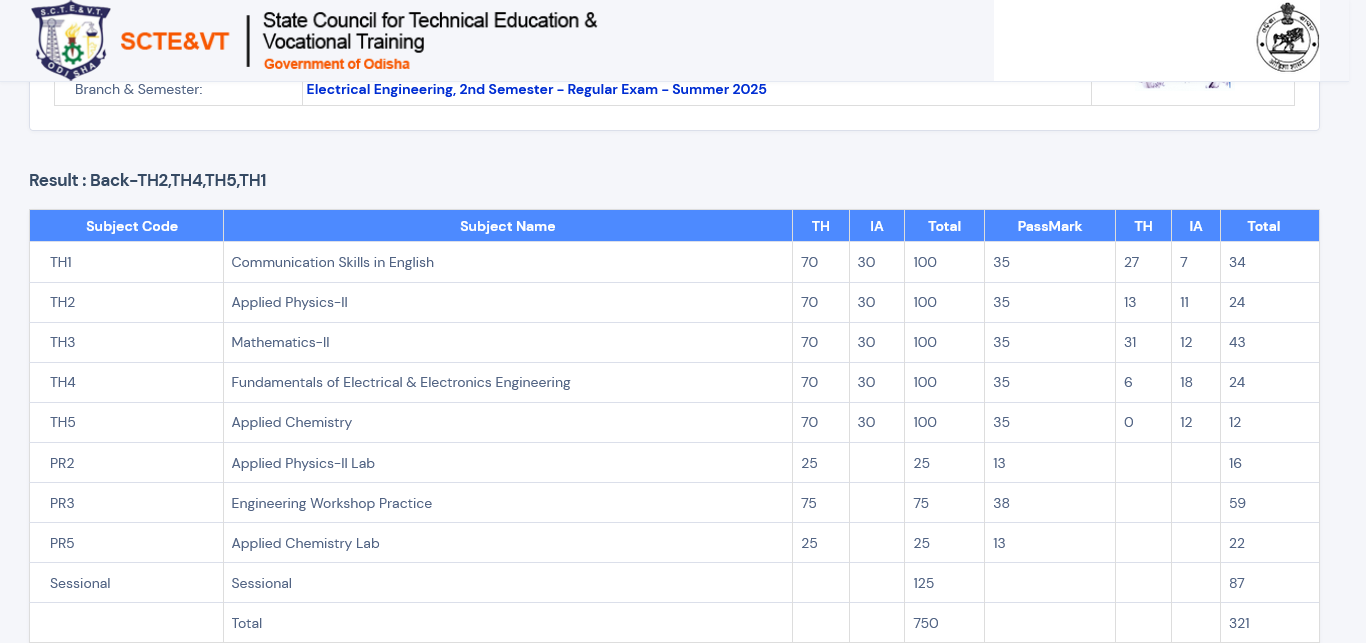 S.C.T.E.&V.T.
ODISHA
SCTE&VT
State Council for Technical Education &
Vocational Training
Government of Odisha
Branch & Semester: Electrical Engineering, 2nd Semester - Regular Exam - Summer 2025
Result : Back-TH2,TH4,TH5,TH1
Subject Code Subject Name TH IA Total PassMark TH IA Total
TH1 Communication Skills in English 70 30 100 35 27 7 34
TH2 Applied Physics-II 70 30 100 35 13 11 24
TH3 Mathematics-II 70 30 100 35 31 12 43
TH4 Fundamentals of Electrical & Electronics Engineering 70 30 100 35 6 18 24
TH5 Applied Chemistry 70 30 100 35 0 12 12
PR2 Applied Physics-II Lab 25 25 13 16
PR3 Engineering Workshop Practice 75 75 38 59
PR5 Applied Chemistry Lab 25 25 13 22
Sessional Sessional 125 87
Total 750 321